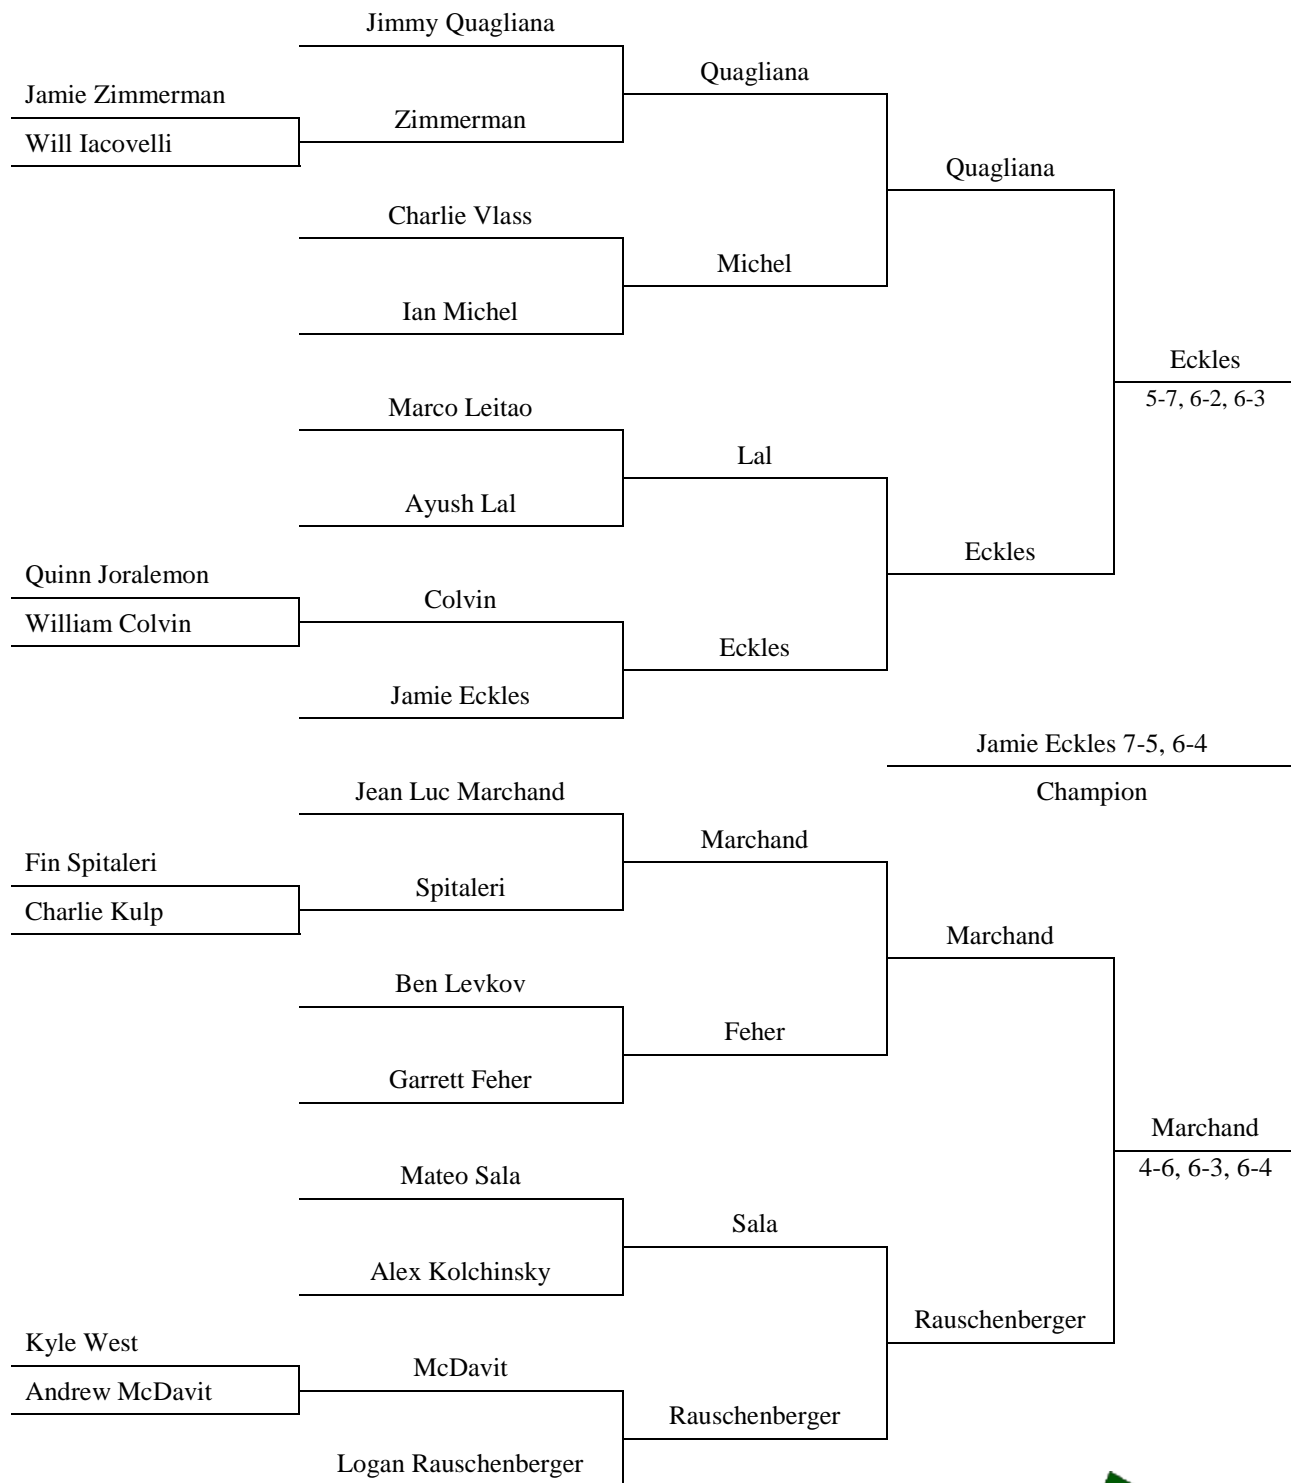 Jimmy Quagliana
Quagliana
Jamie Zimmerman
Zimmerman
Will Iacovelli
Quagliana
Charlie Vlass
Michel
Ian Michel
Eckles
5-7, 6-2, 6-3
Marco Leitao
Lal
Ayush Lal
Eckles
Quinn Joralemon
Colvin
William Colvin
Eckles
Jamie Eckles
Jamie Eckles 7-5, 6-4
Champion
Jean Luc Marchand
Marchand
Fin Spitaleri
Spitaleri
Charlie Kulp
Marchand
Ben Levkov
Feher
Garrett Feher
Marchand
4-6, 6-3, 6-4
Mateo Sala
Sala
Alex Kolchinsky
Rauschenberger
Kyle West
McDavit
Andrew McDavit
Rauschenberger
Logan Rauschenberger